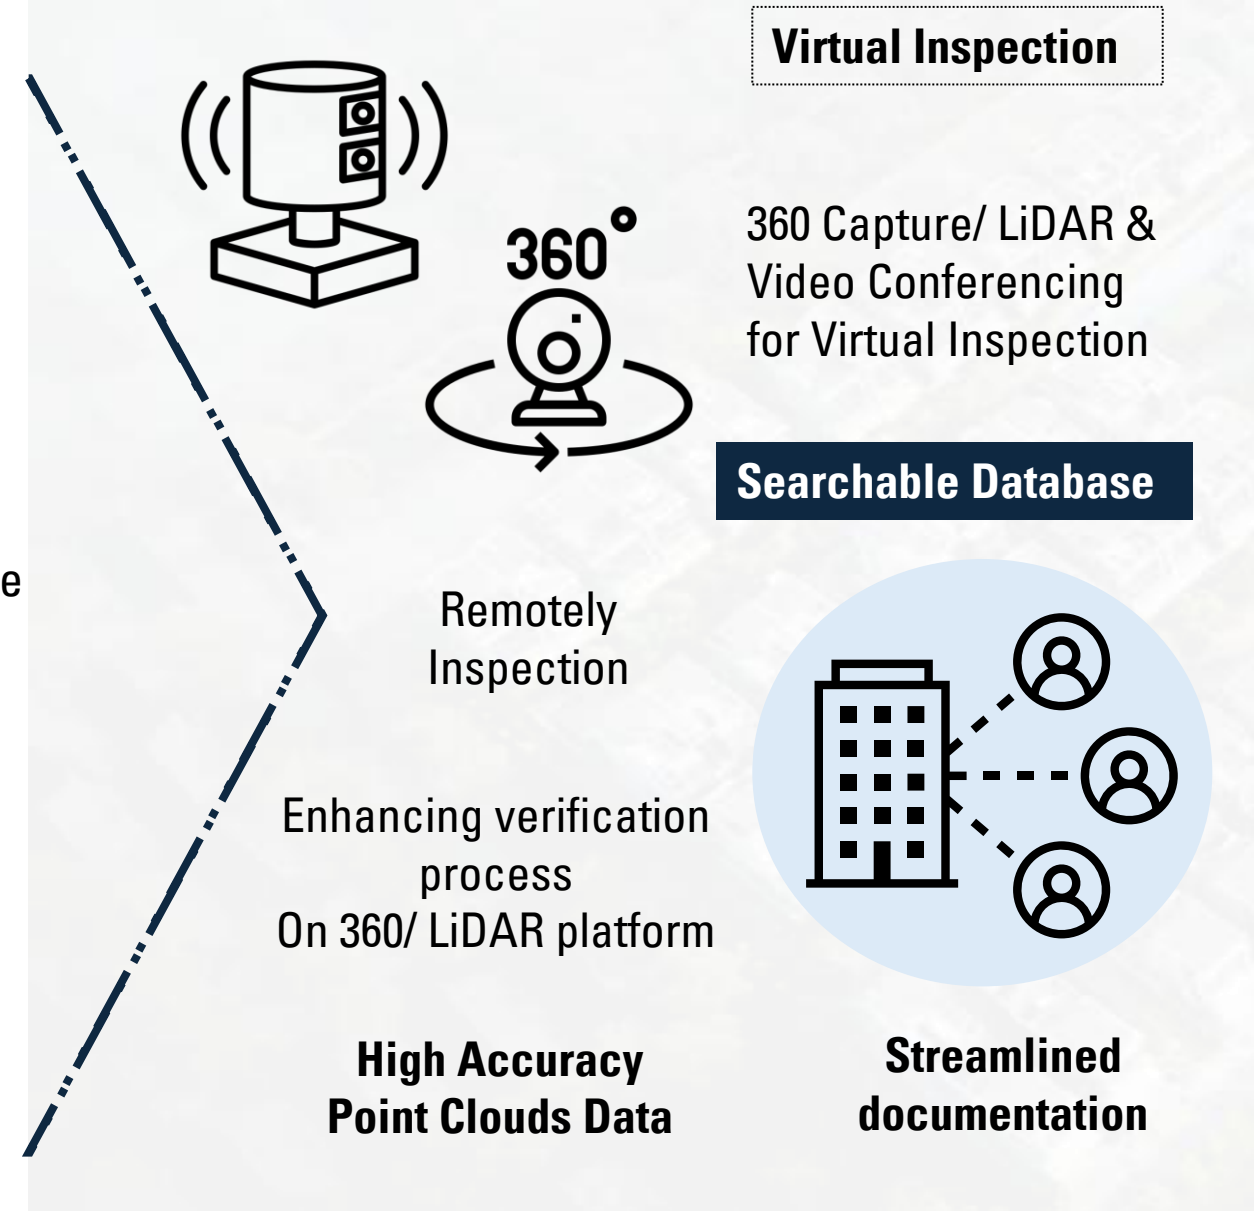 Virtual Inspection
360°
360 Capture/ LiDAR &
Video Conferencing
for Virtual Inspection
Searchable Database
e
Remotely
Inspection
Enhancing verification
process
On 360/ LiDAR platform
High Accuracy
Point Clouds Data
Streamlined
documentation